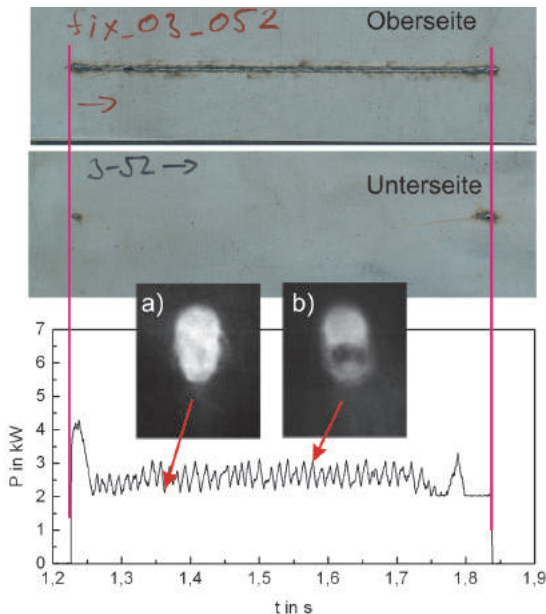 fix_03_052
Oberseite
→
3-52 →
Unterseite
a)
b)
7
6
5
4
3
2
1
0
P in kW
1,2
1,3
1,4
1,5
1,6
1,7
1,8
1,9
t in s